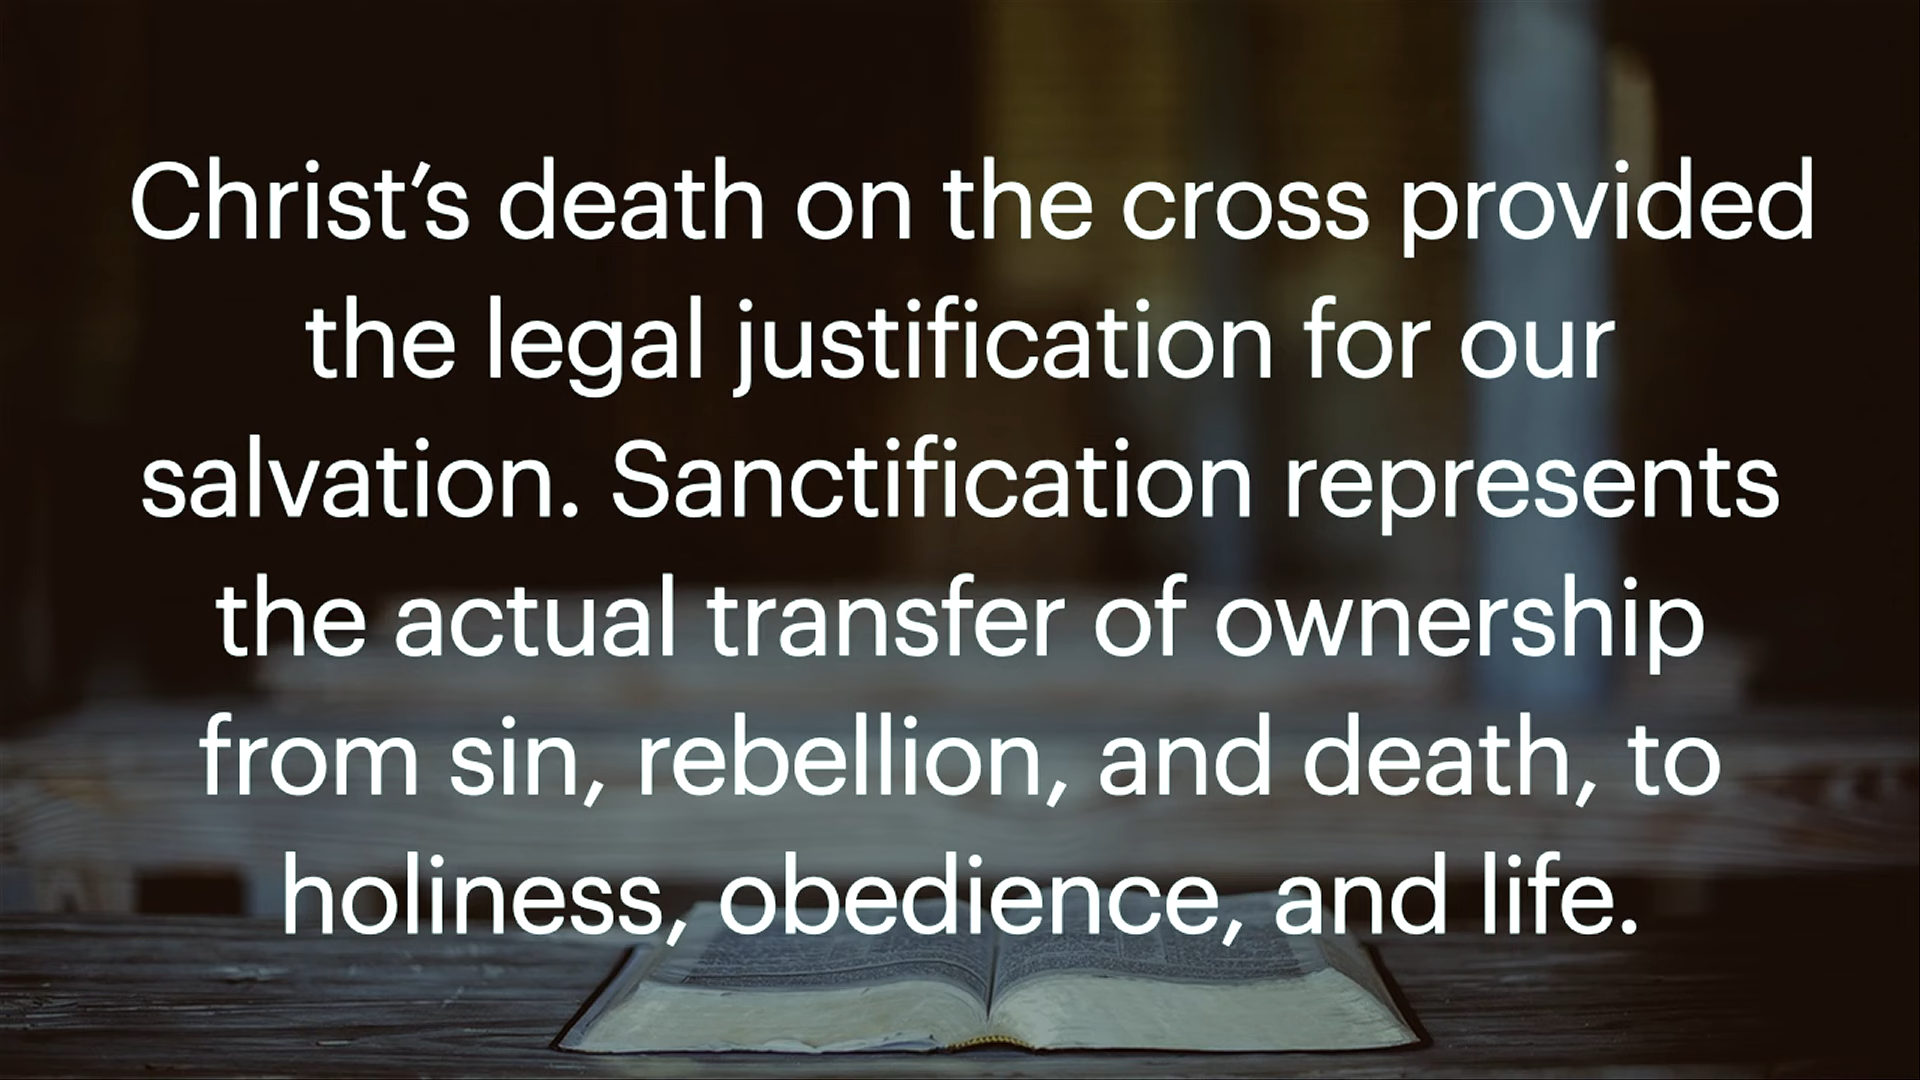 Christ’s death on the cross provided
the legal justification for our
salvation. Sanctification represents
the actual transfer of ownership
from sin, rebellion, and death, to
holiness, obedience, and life.